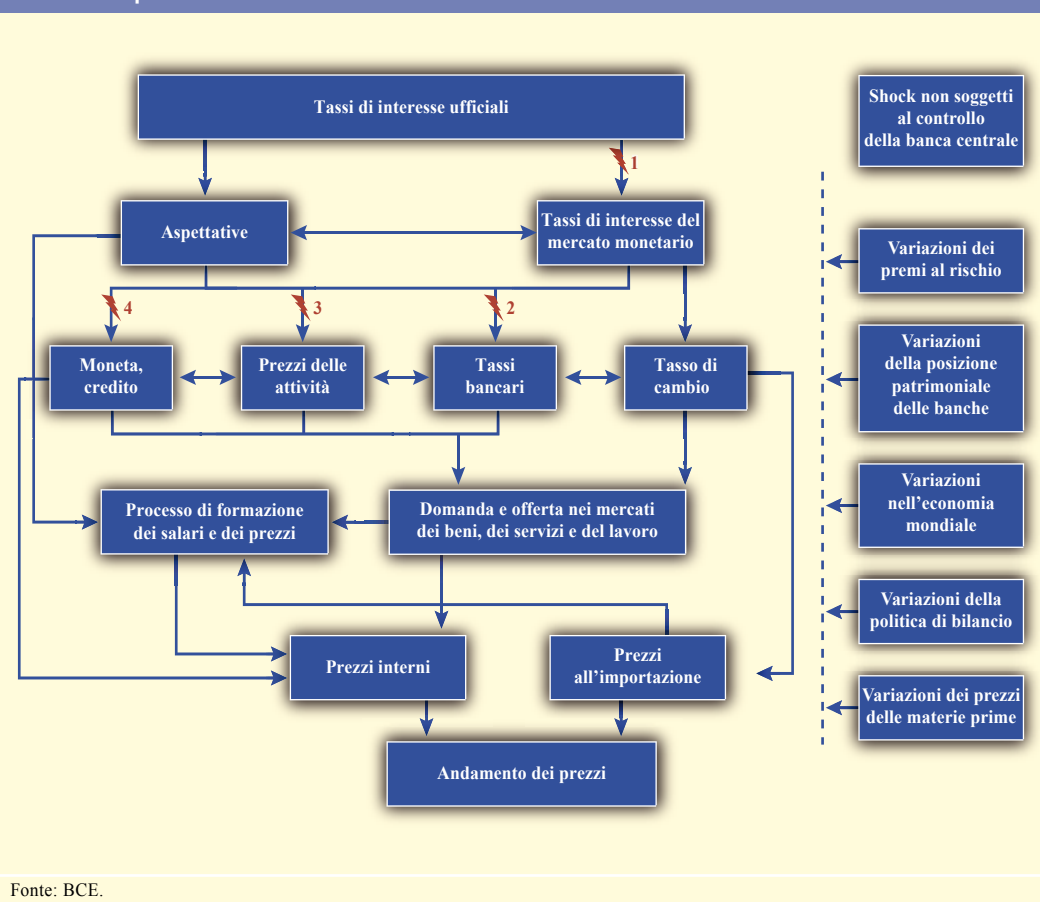 Tassi di interesse ufficiali
Shock non soggetti
al controllo
della banca centrale
1
Aspettative
Tassi di interesse del
mercato monetario
Variazioni dei
premi al rischio
4
3
2
Moneta,
credito
Prezzi delle
attività
Tassi
bancari
Tasso di
cambio
Variazioni
della posizione
patrimoniale
delle banche
Processo di formazione
dei salari e dei prezzi
Domanda e offerta nei mercati
dei beni, dei servizi e del lavoro
Variazioni
nell’economia
mondiale
Variazioni della
politica di bilancio
Prezzi interni
Prezzi
all’importazione
Variazioni dei prezzi
delle materie prime
Andamento dei prezzi
Fonte: BCE.